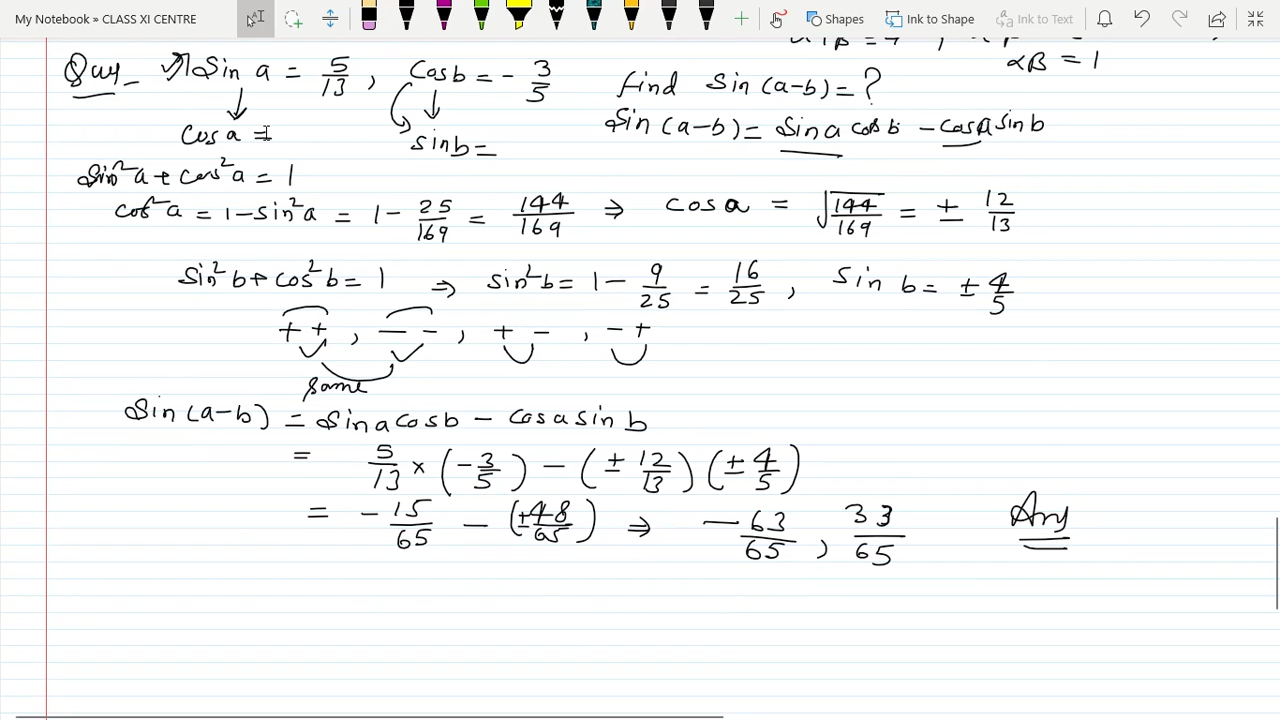 My Notebook » CLASS XI CENTRE
Shapes
Ink to Shape
Ink to Text
αβ = 1
Ques- Sin a = 5/13 , Cos b = - 3/5 find Sin (a-b) = ?
Cos a = sin b = Sin (a-b) = Sin a cos b - cos a sin b
Sin²a + cos²a = 1
cos²a = 1 - sin²a = 1 - 25/169 = 144/169 ⇒ cos a = √144/169 = ± 12/13
Sin²b + cos²b = 1 ⇒ sin²b = 1 - 9/25 = 16/25 , Sin b = ± 4/5
+ + , - - , + - , - +
Same
Sin (a-b) = Sin a cos b - cos a sin b
= 5/13 × (-3/5) - (± 12/13) (± 4/5)
= -15/65 - (±48/65) ⇒ -63/65 , 33/65 Ans